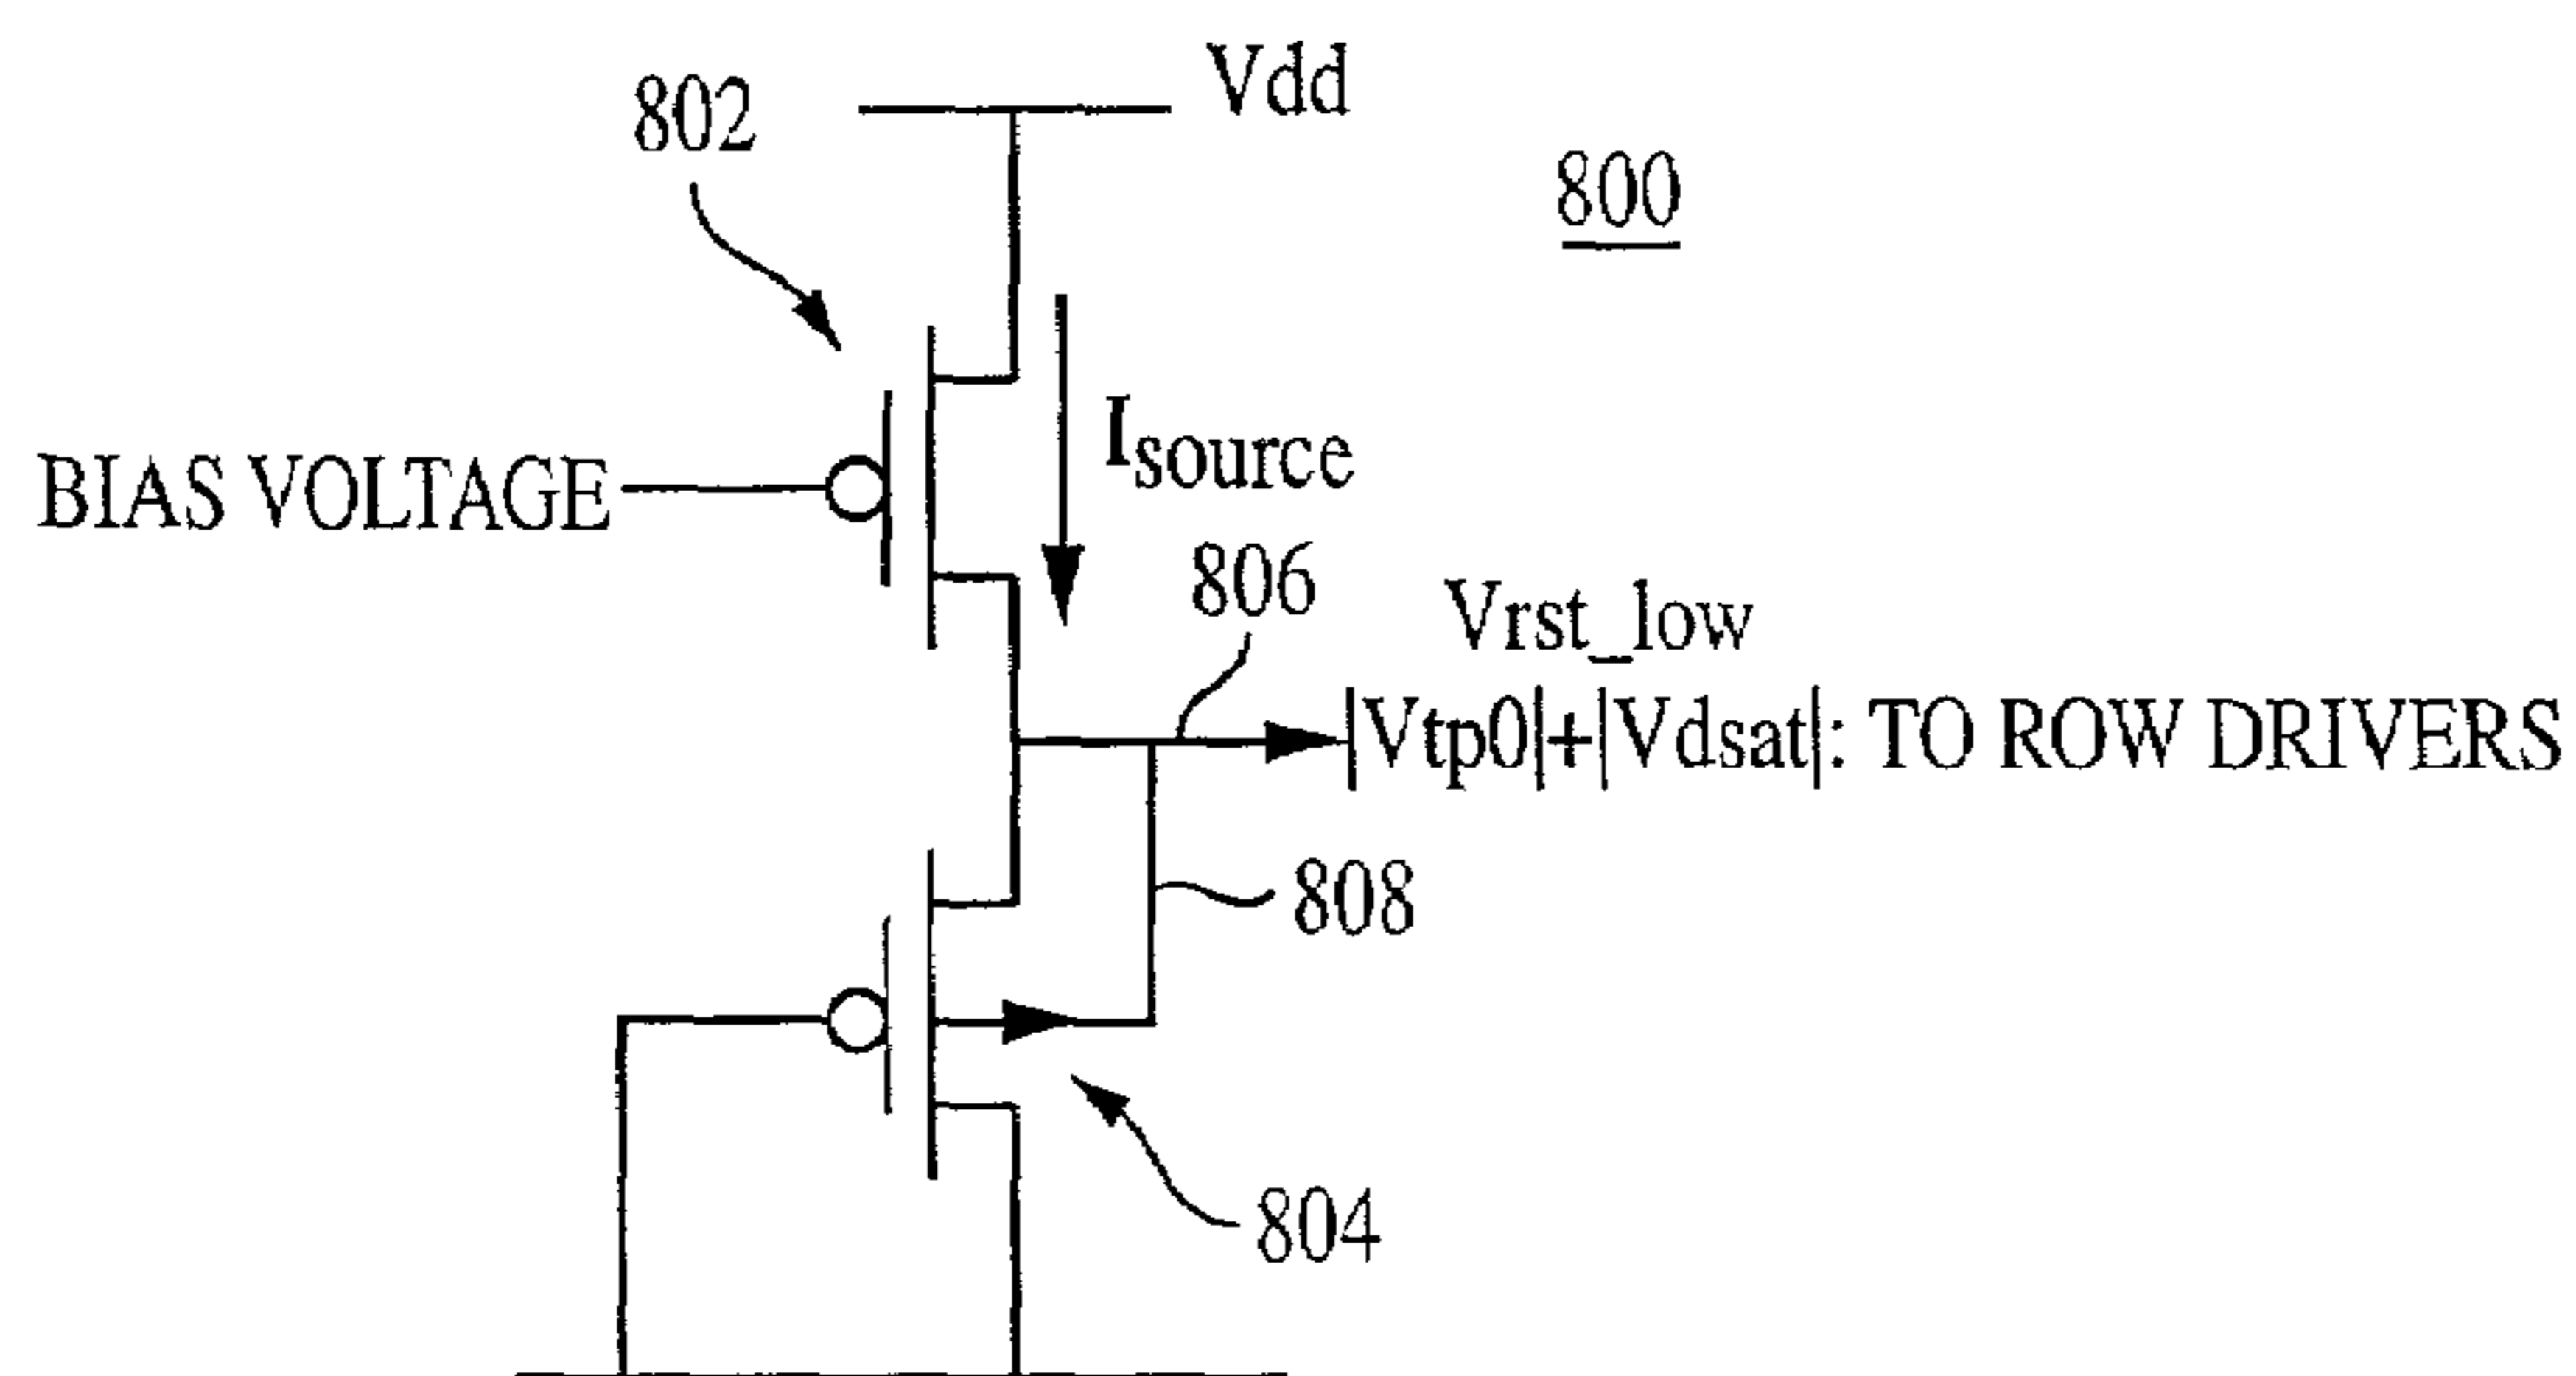 Vdd
802
800
Isource
BIAS VOLTAGE
806
Vrst_low
|Vtp0|+|Vdsat|: TO ROW DRIVERS
808
804